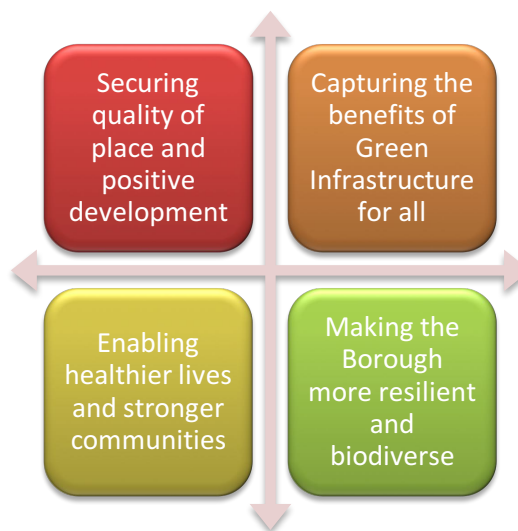 Securing
quality of
place and
positive
development
Capturing the
benefits of
Green
Infrastructure
for all
Enabling
healthier lives
and stronger
communities
Making the
Borough
more resilient
and
biodiverse